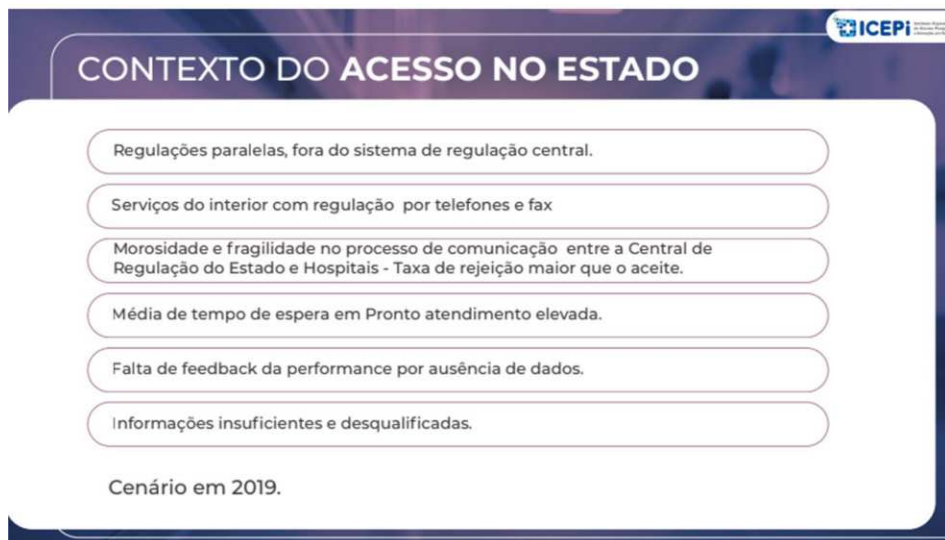 ICEPi
CONTEXTO DO ACESSO NO ESTADO
Regulações paralelas, fora do sistema de regulação central.
Serviços do interior com regulação por telefones e fax
Morosidade e fragilidade no processo de comunicação entre a Central de
Regulação do Estado e Hospitais - Taxa de rejeição maior que o aceite.
Média de tempo de espera em Pronto atendimento elevada.
Falta de feedback da performance por ausência de dados.
Informações insuficientes e desqualificadas.
Cenário em 2019.